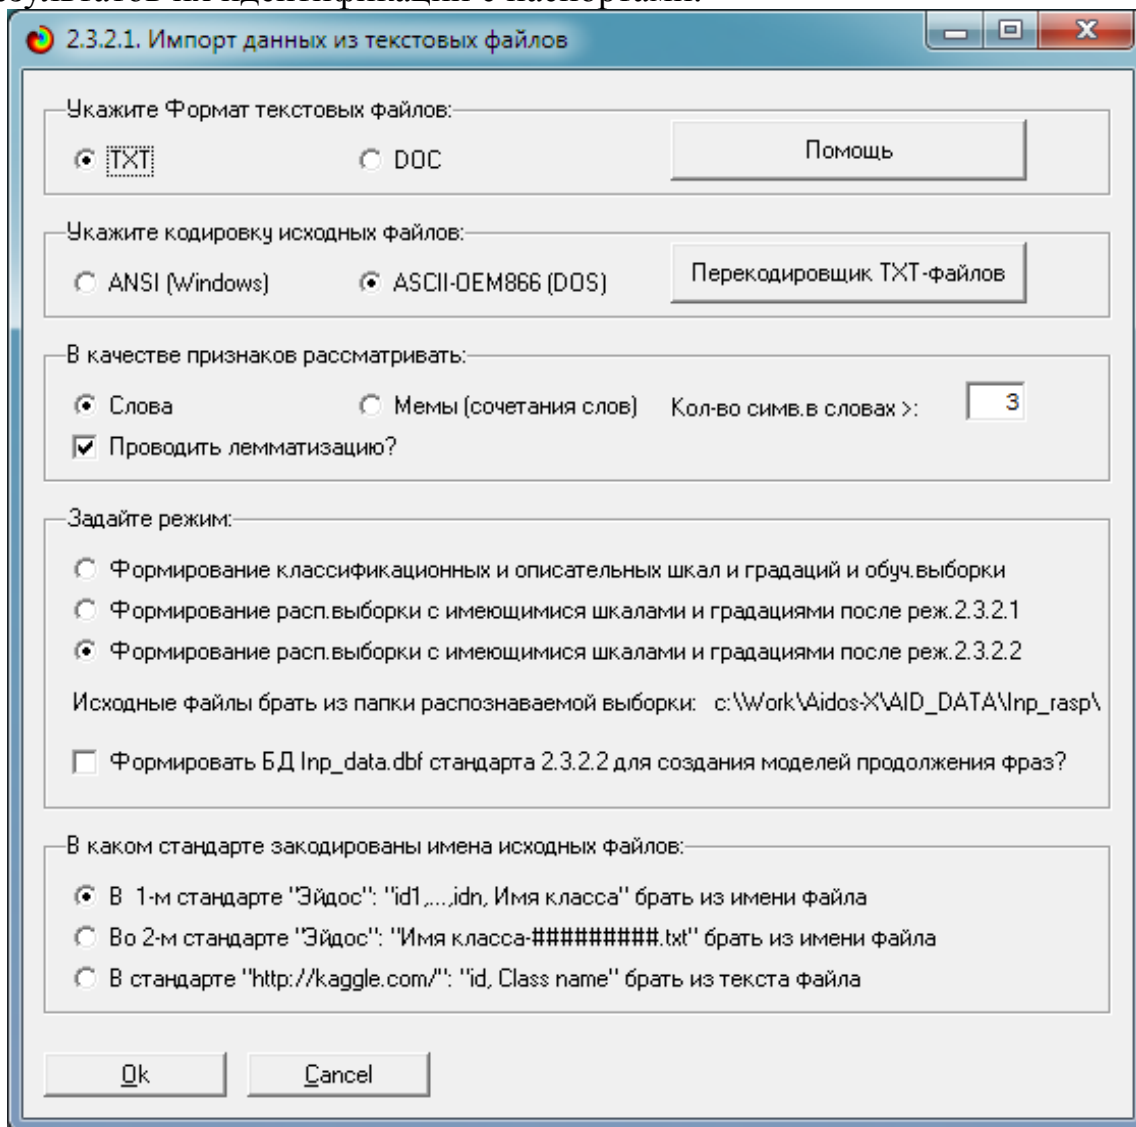 результатов их идентификации с паспортами.
2.3.2.1. Импорт данных из текстовых файлов
Укажите Формат текстовых файлов:
TXT DOC Помощь
Укажите кодировку исходных файлов:
ANSI (Windows) ASCII-OEM866 (DOS) Перекодировщик TXT-файлов
В качестве признаков рассматривать:
Слова Мемы (сочетания слов) Кол-во симв.в словах >: 3
Проводить лемматизацию?
Задайте режим:
Формирование классификационных и описательных шкал и градаций и обуч.выборки
Формирование расп.выборки с имеющимися шкалами и градациями после реж.2.3.2.1
Формирование расп.выборки с имеющимися шкалами и градациями после реж.2.3.2.2
Исходные файлы брать из папки распознаваемой выборки: c:\Work\Aidos-X\AID_DATA\Inp_rasp\
Формировать БД Inp_data.dbf стандарта 2.3.2.2 для создания моделей продолжения фраз?
В каком стандарте закодированы имена исходных файлов:
В 1-м стандарте "Эйдос": "id1,...,idn, Имя класса" брать из имени файла
Во 2-м стандарте "Эйдос": "Имя класса-#########.txt" брать из имени файла
В стандарте "http://kaggle.com/": "id, Class name" брать из текста файла
Ok Cancel